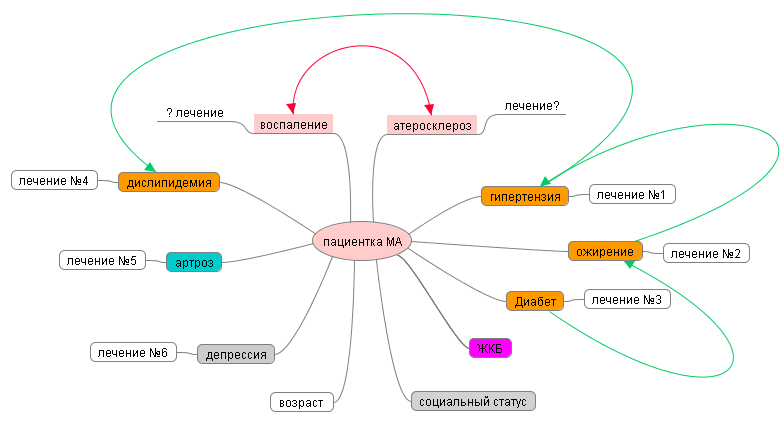 ? лечение
воспаление
атеросклероз
лечение?
лечение №4
дислипидемия
гипертензия
лечение №1
пациентка МА
лечение №5
артроз
ожирение
лечение №2
Диабет
лечение №3
лечение №6
депрессия
ЖКБ
возраст
социальный статус